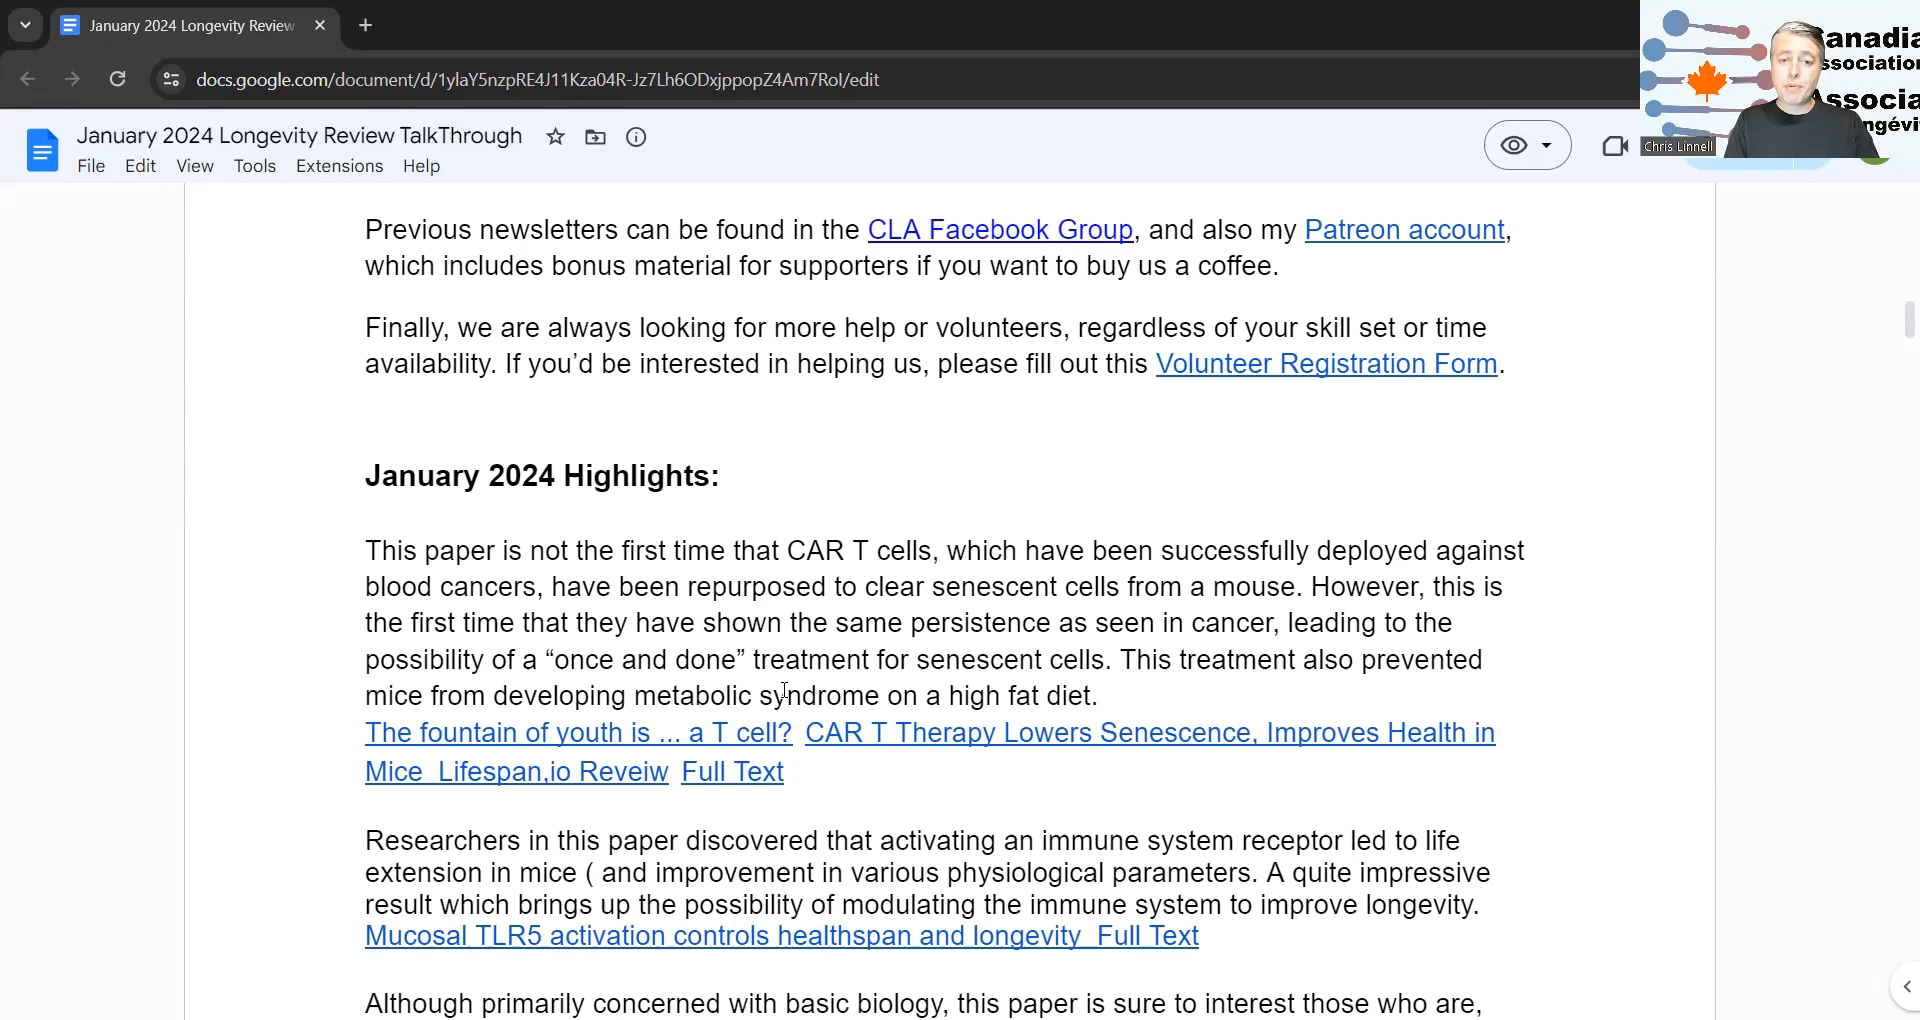 January 2024 Longevity Review
docs.google.com/document/d/1ylaY5nzpRE4J11Kza04R-Jz7Lh6ODxjppopZ4Am7RoI/edit
January 2024 Longevity Review TalkThrough
File Edit View Tools Extensions Help
anadia
ssociation
Associa
ngévi
Chris Linnell
Previous newsletters can be found in the CLA Facebook Group, and also my Patreon account,
which includes bonus material for supporters if you want to buy us a coffee.
Finally, we are always looking for more help or volunteers, regardless of your skill set or time
availability. If you’d be interested in helping us, please fill out this Volunteer Registration Form.
January 2024 Highlights:
This paper is not the first time that CAR T cells, which have been successfully deployed against
blood cancers, have been repurposed to clear senescent cells from a mouse. However, this is
the first time that they have shown the same persistence as seen in cancer, leading to the
possibility of a “once and done” treatment for senescent cells. This treatment also prevented
mice from developing metabolic syndrome on a high fat diet.
The fountain of youth is ... a T cell? CAR T Therapy Lowers Senescence, Improves Health in
Mice Lifespan,io Reveiw Full Text
Researchers in this paper discovered that activating an immune system receptor led to life
extension in mice ( and improvement in various physiological parameters. A quite impressive
result which brings up the possibility of modulating the immune system to improve longevity.
Mucosal TLR5 activation controls healthspan and longevity Full Text
Although primarily concerned with basic biology, this paper is sure to interest those who are,